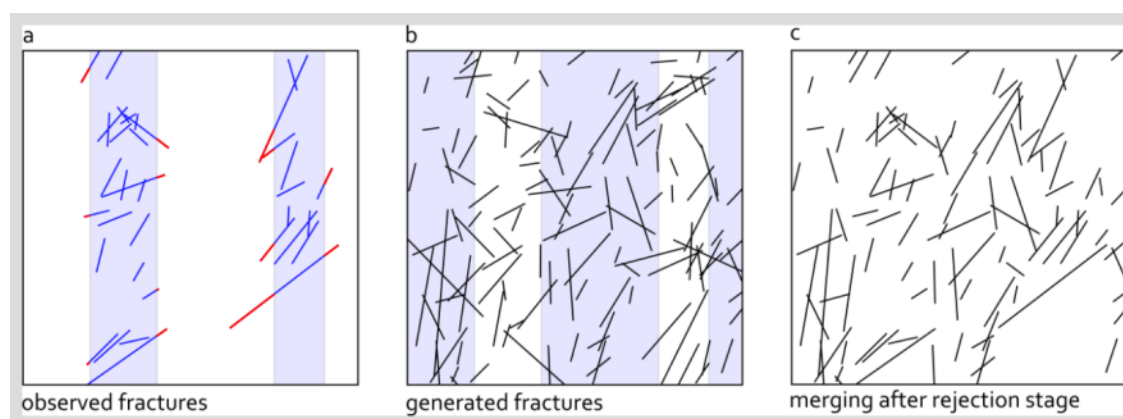 a
b
c
observed fractures
generated fractures
merging after rejection stage